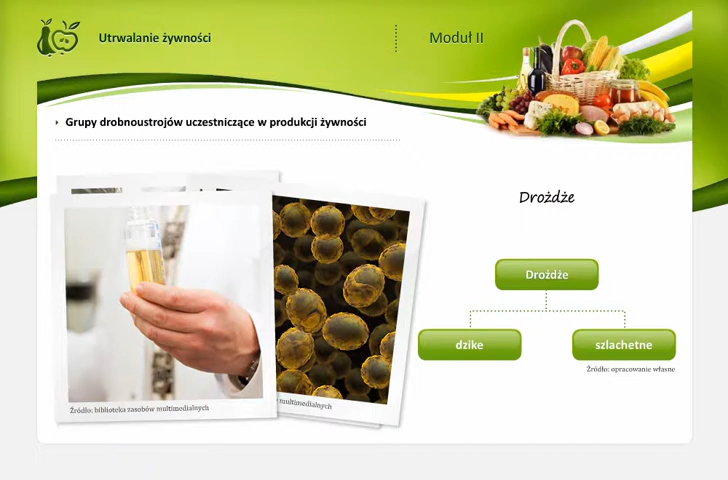 Utrwalanie żywności
Moduł II
Grupy drobnoustrojów uczestniczące w produkcji żywności
Drożdże
Drożdże
dzike
szlachetne
Źródło: opracowanie własne
Źródło: biblioteka zasobów multimedialnych
multimedialnych